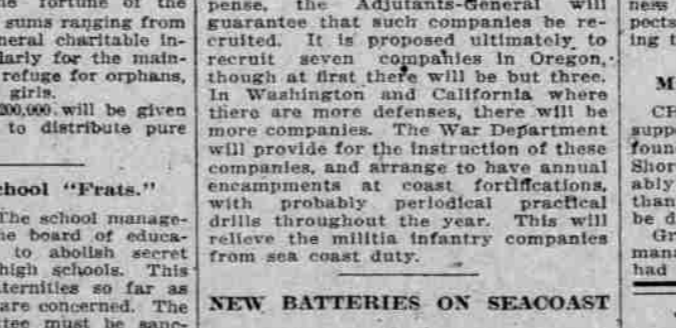 the fortune of the
sums ranging from
neral charitable in-
larly for the main-
refuge for orphans,
girls.
200,000 will be given
to distribute pure
chool "Frats."
The school manage-
he board of educa-
to abolish secret
high schools. This
ternities so far as
are concerned. The
tee must be sanc-
pense, the Adjutants-General will
guarantee that such companies be re-
cruited. It is proposed ultimately to
recruit seven companies in Oregon,
though at first there will be but three.
In Washington and California where
there are more defenses, there will be
more companies. The War Department
will provide for the instruction of these
companies, and arrange to have annual
encampments at coast fortifications,
with probably periodical practical
drills throughout the year. This will
relieve the militia infantry companies
from sea coast duty.
NEW BATTERIES ON SEACOAST
ness
pects
ing t
M
CH
supp
foun
Shor
ably
than
be d
Gr
mana
had